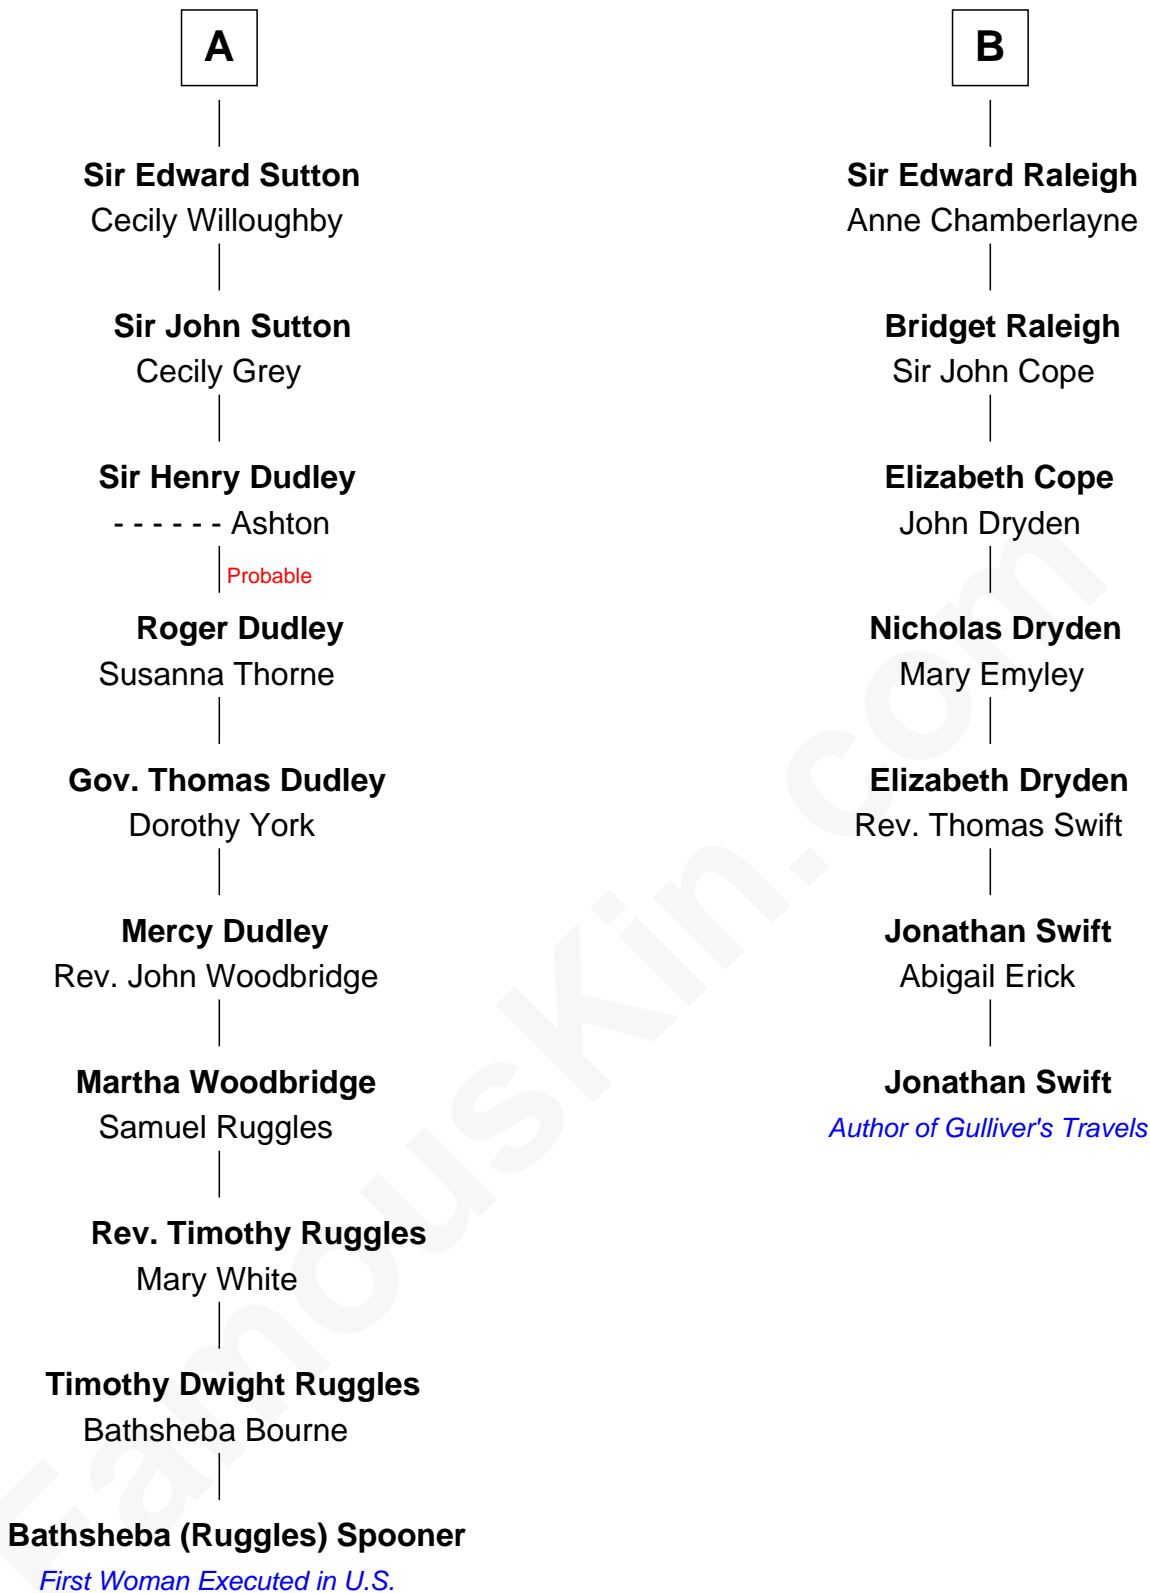 A
Sir Edward Sutton
Cecily Willoughby
Sir John Sutton
Cecily Grey
Sir Henry Dudley
- - - - - - Ashton
Probable
Roger Dudley
Susanna Thorne
Gov. Thomas Dudley
Dorothy York
Mercy Dudley
Rev. John Woodbridge
Martha Woodbridge
Samuel Ruggles
Rev. Timothy Ruggles
Mary White
Timothy Dwight Ruggles
Bathsheba Bourne
Bathsheba (Ruggles) Spooner
First Woman Executed in U.S.
B
Sir Edward Raleigh
Anne Chamberlayne
Bridget Raleigh
Sir John Cope
Elizabeth Cope
John Dryden
Nicholas Dryden
Mary Emyley
Elizabeth Dryden
Rev. Thomas Swift
Jonathan Swift
Abigail Erick
Jonathan Swift
Author of Gulliver's Travels
FamousKin.com